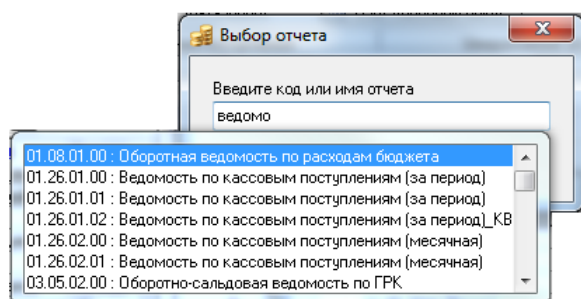 Выбор отчета
Введите код или имя отчета
ведомо
01.08.01.00 : Оборотная ведомость по расходам бюджета
01.26.01.00 : Ведомость по кассовым поступлениям (за период)
01.26.01.01 : Ведомость по кассовым поступлениям (за период)
01.26.01.02 : Ведомость по кассовым поступлениям (за период)_КВ
01.26.02.00 : Ведомость по кассовым поступлениям (месячная)
01.26.02.01 : Ведомость по кассовым поступлениям (месячная)
03.05.02.00 : Оборотно-сальдовая ведомость по ГРК